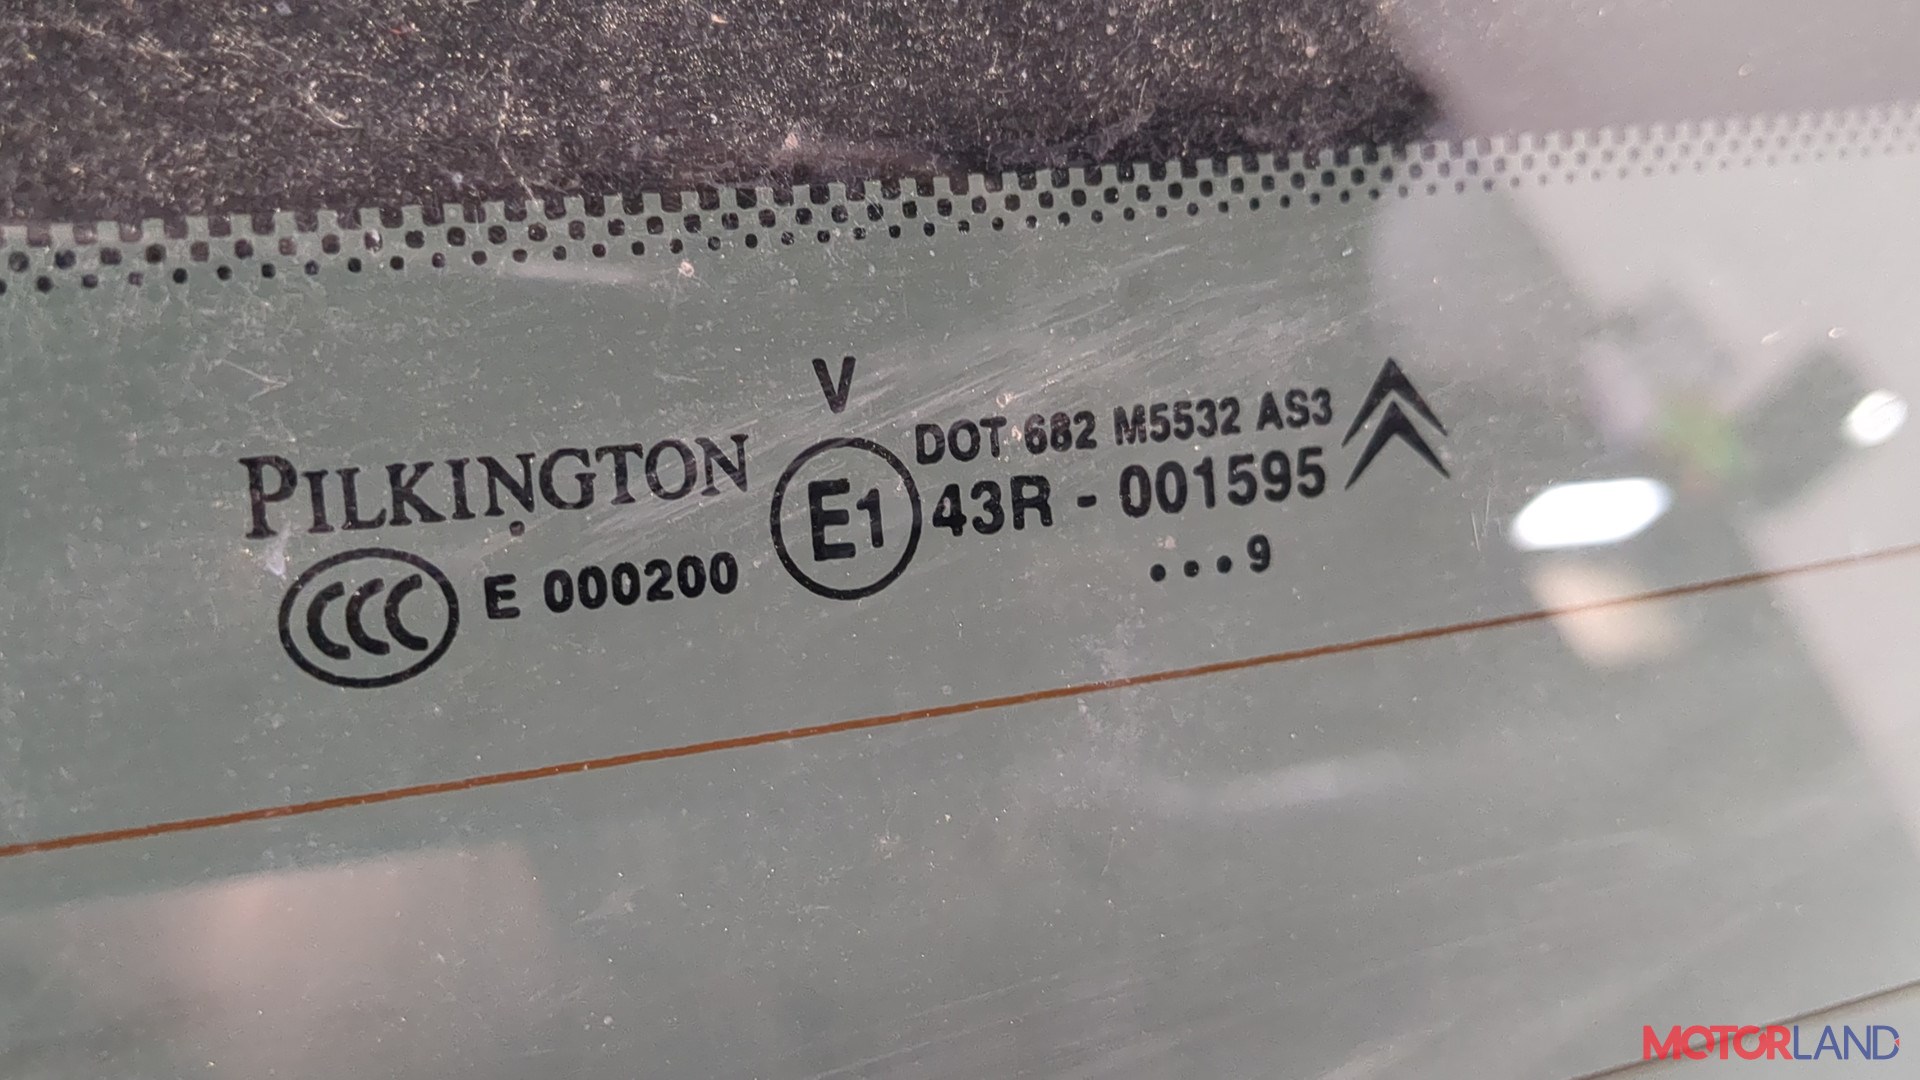 V
PILKINGTON
DOT 682 M5532 AS3
E1
43R - 001595
CCC
E 000200
...9
MOTORLAND